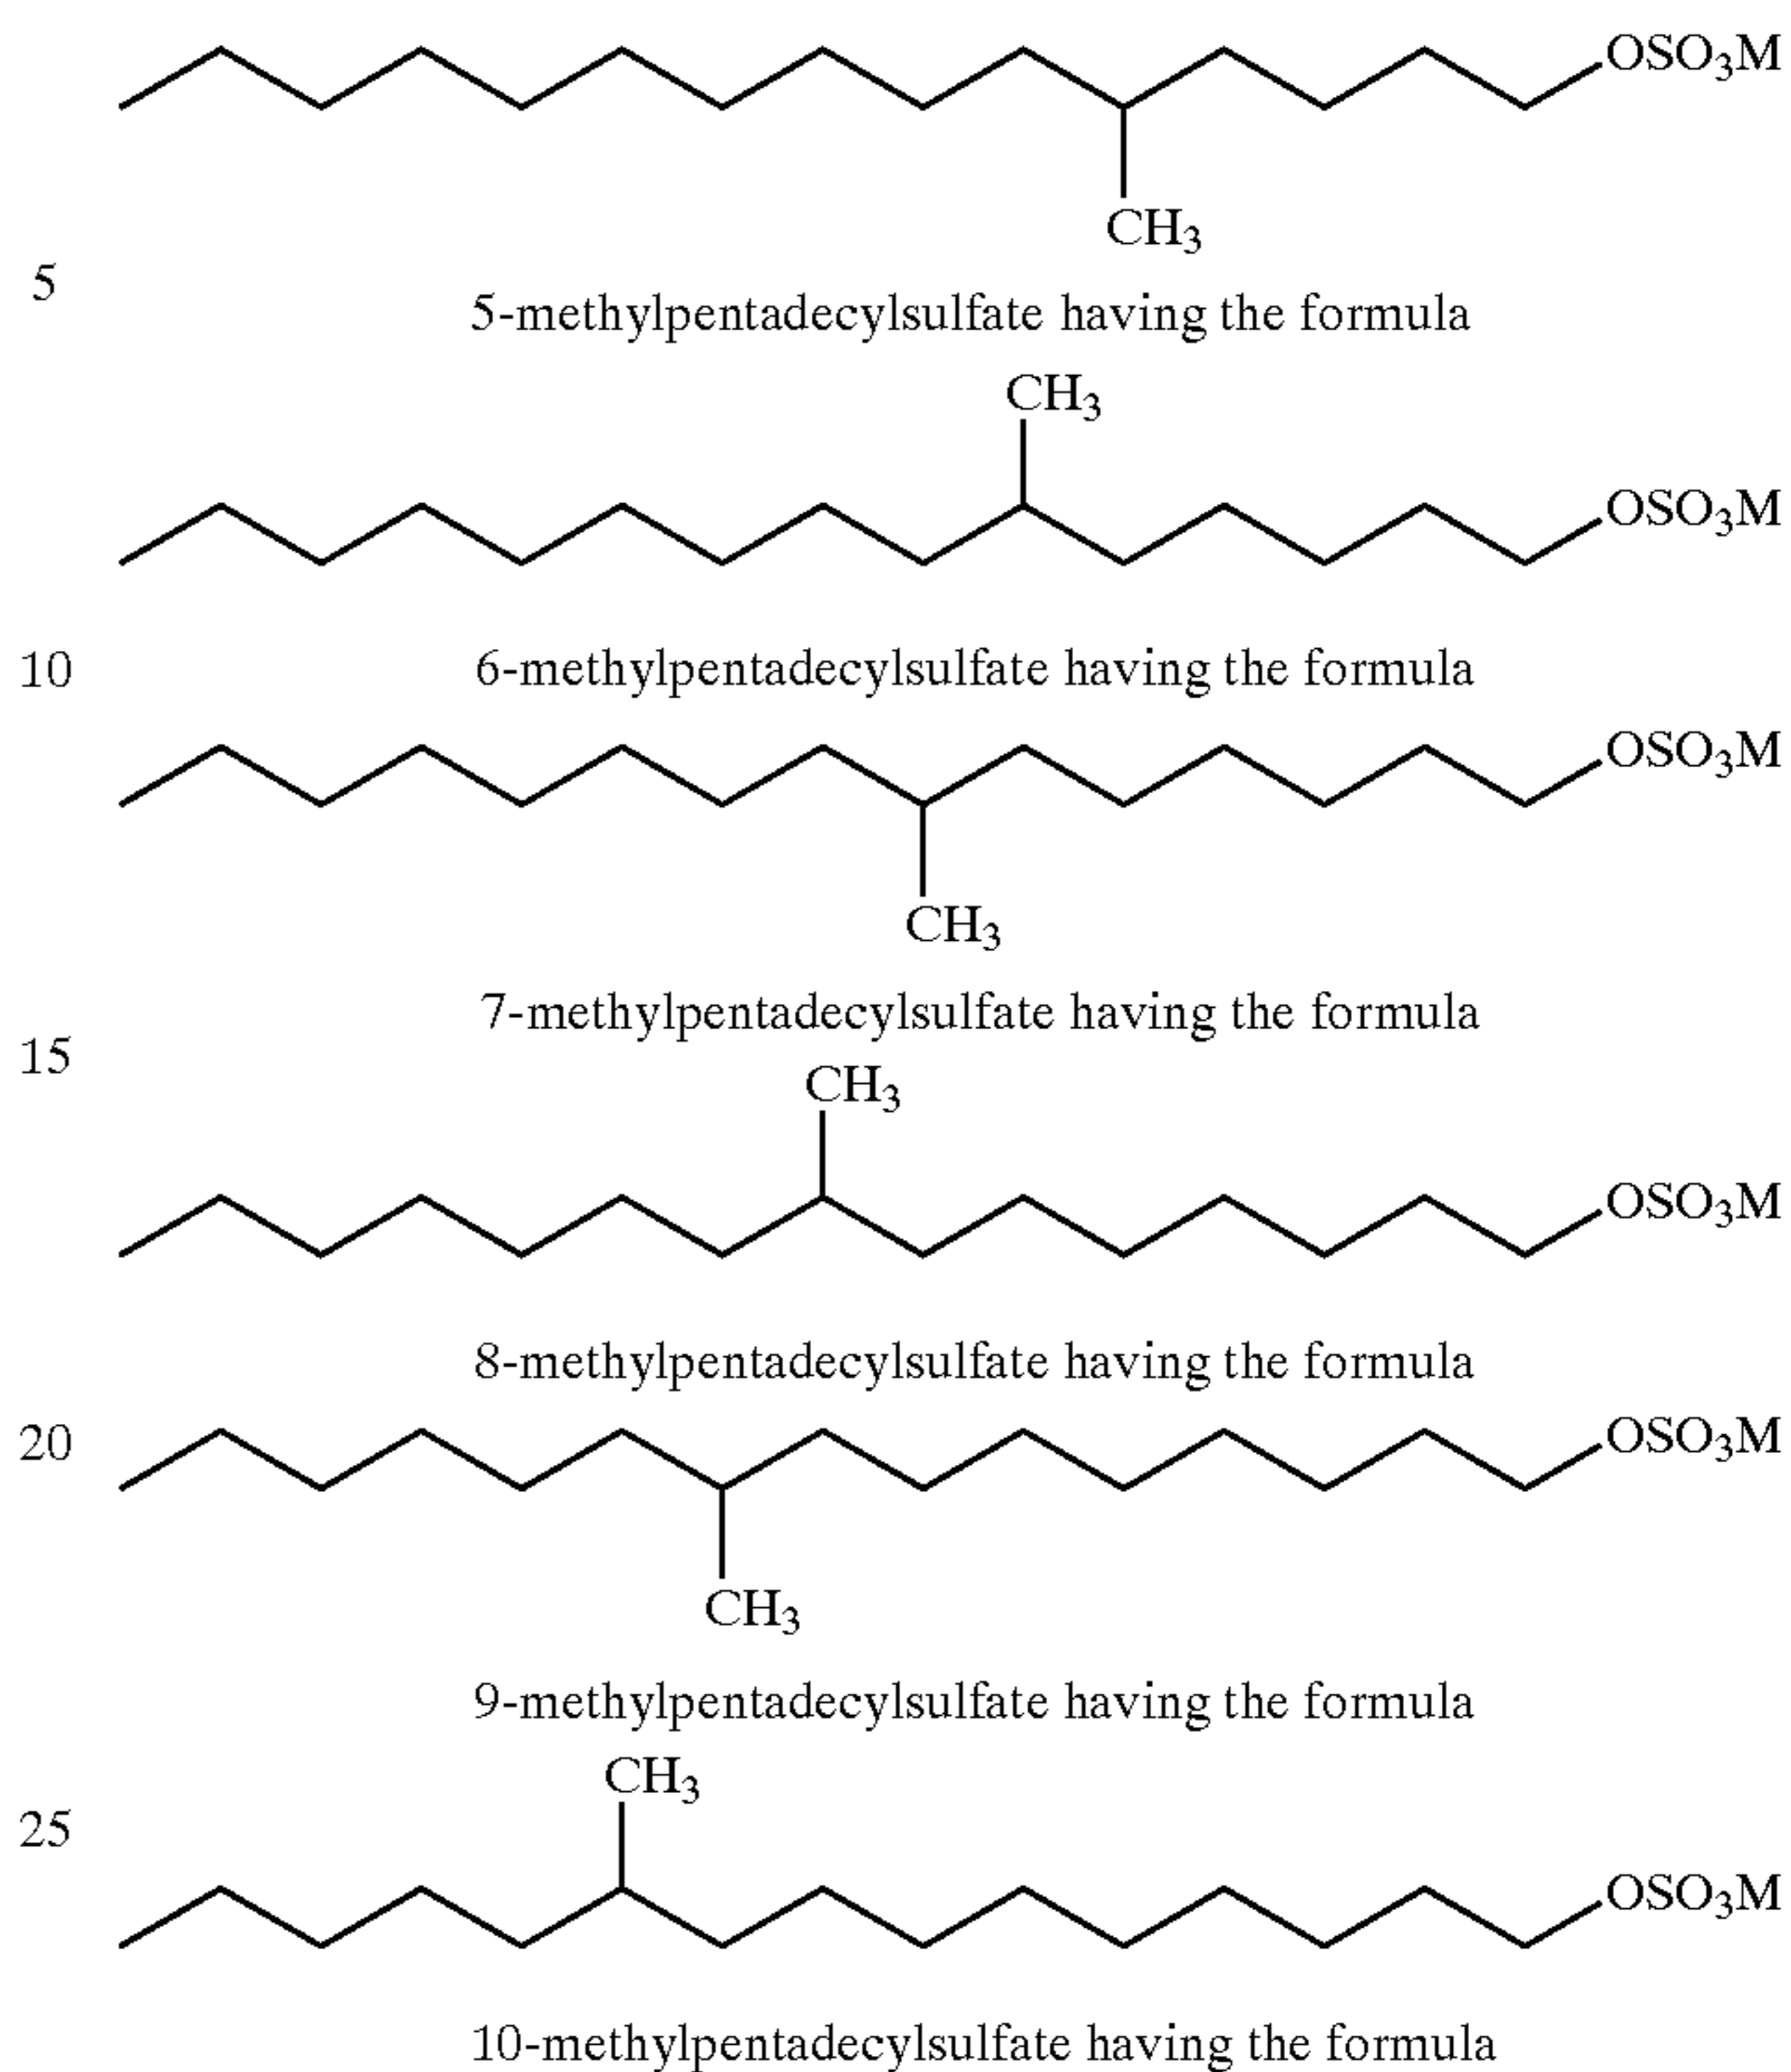 OSO3M
CH3
5
5-methylpentadecylsulfate having the formula
CH3
OSO3M
10
6-methylpentadecylsulfate having the formula
OSO3M
CH3
7-methylpentadecylsulfate having the formula
15
CH3
OSO3M
8-methylpentadecylsulfate having the formula
20
OSO3M
CH3
9-methylpentadecylsulfate having the formula
CH3
25
OSO3M
10-methylpentadecylsulfate having the formula